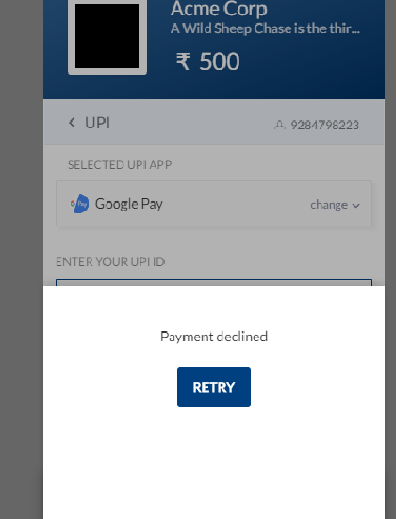 Acme Corp
A Wild Sheep Chase is the thir...
₹ 500
UPI
9284798223
SELECTED UPI APP
Pay Google Pay
change
ENTER YOUR UPI ID
Payment declined
RETRY